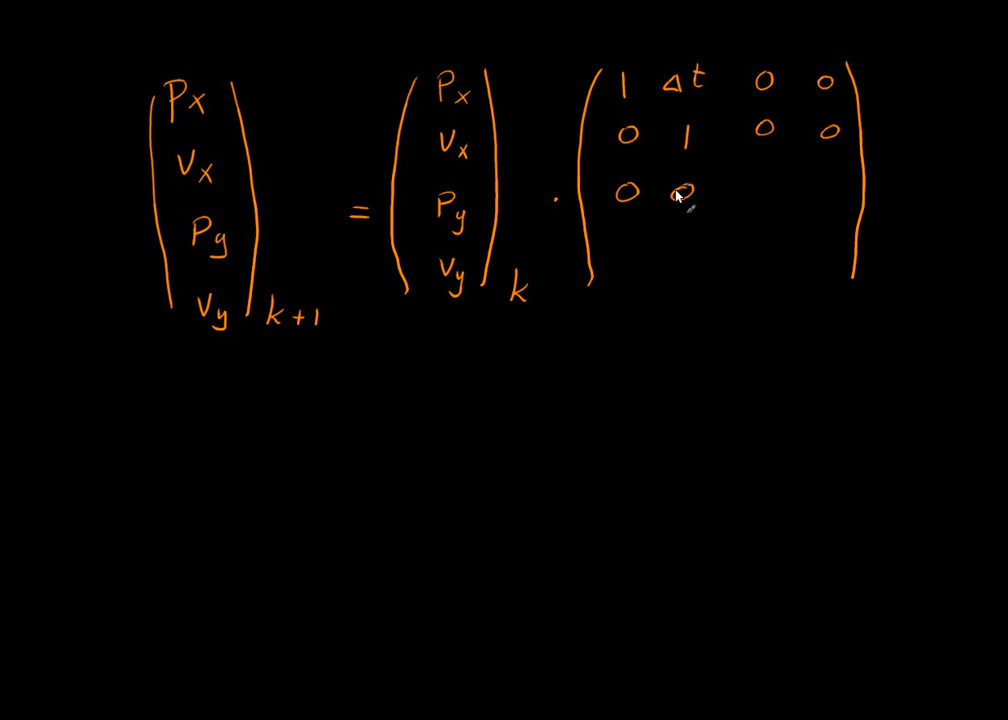 (Px Vx Py Vy)k+1 = (Px Vx Py Vy)k · (1 Δt 0 0
0 1 0 0
0 0)